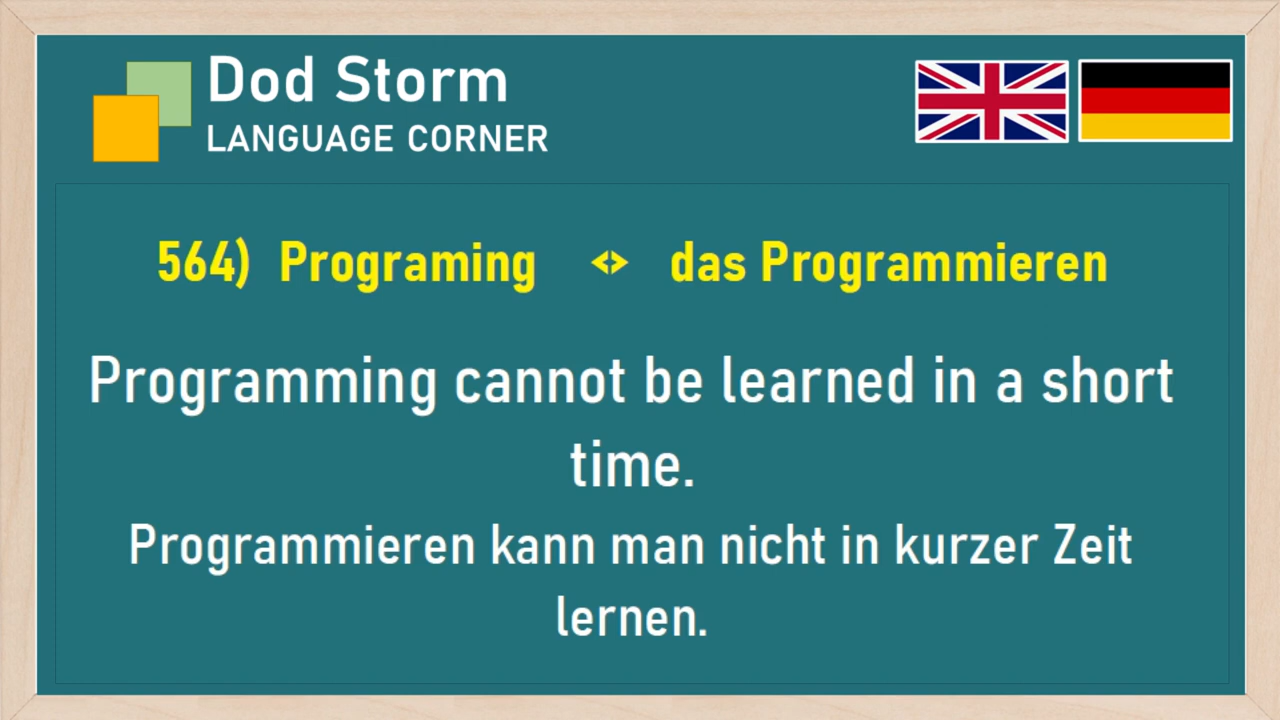 Dod Storm
LANGUAGE CORNER
564) Programing <> das Programmieren
Programming cannot be learned in a short
time.
Programmieren kann man nicht in kurzer Zeit
lernen.